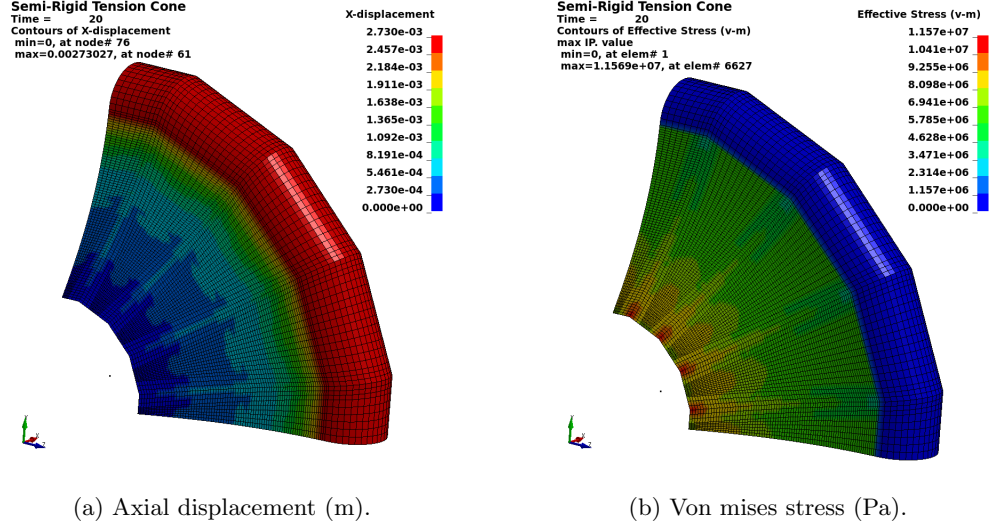 Semi-Rigid Tension Cone
Time = 20
Contours of X-displacement
min=0, at node# 76
max=0.00273027, at node# 61
X-displacement
2.730e-03
2.457e-03
2.184e-03
1.911e-03
1.638e-03
1.365e-03
1.092e-03
8.191e-04
5.461e-04
2.730e-04
0.000e+00
Semi-Rigid Tension Cone
Time = 20
Contours of Effective Stress (v-m)
max IP. value
min=0, at elem# 1
max=1.1569e+07, at elem# 6627
Effective Stress (v-m)
1.157e+07
1.041e+07
9.255e+06
8.098e+06
6.941e+06
5.785e+06
4.628e+06
3.471e+06
2.314e+06
1.157e+06
0.000e+00
(a) Axial displacement (m).
(b) Von mises stress (Pa).